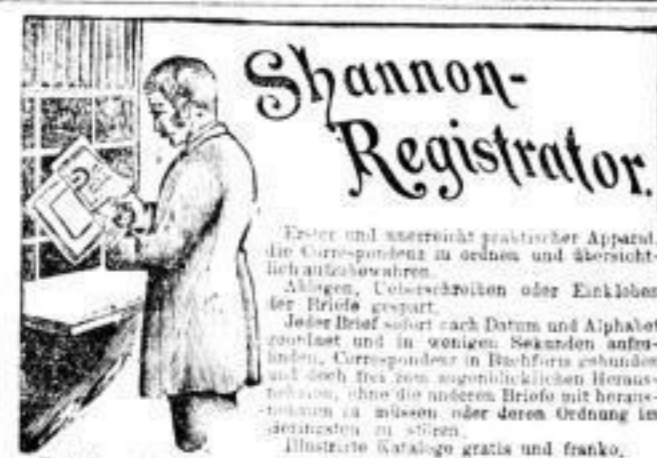 Shannon-
Registrator.
Erster und unerreicht praktischer Apparat,
die Correspondenz zu ordnen und übersicht-
lich aufzubewahren.
Ablegen, Ueberschreiben oder Einkleben
der Briefe gespart.
Jeder Brief sofort nach Datum und Alphabet
geordnet und in wenigen Sekunden aufzu-
finden. Correspondenz in Buchform gebunden
und doch frei zum augenblicklichen Heraus-
nehmen, ohne die anderen Briefe mit heraus-
nehmen zu müssen oder deren Ordnung im
geringsten zu stören.
Illustrirte Kataloge gratis und franko.